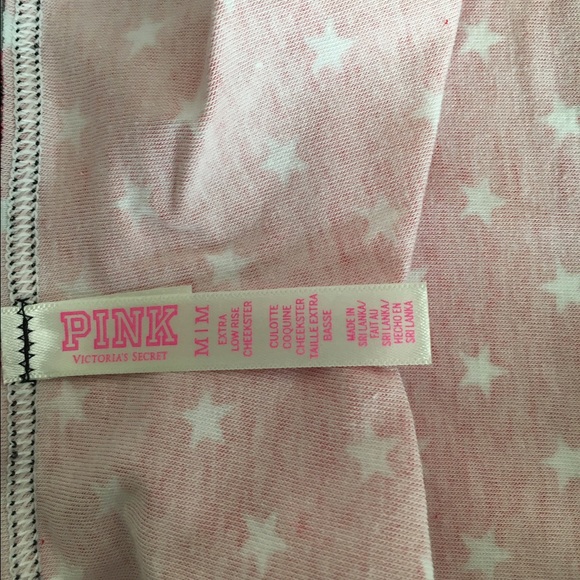 PINK
VICTORIA'S SECRET
M | M
EXTRA
LOW RISE
CHEEKSTER
CULOTTE
COQUINE
CHEEKSTER
TAILLE EXTRA
BASSE
MADE IN
SRI LANKA/
FAIT AU
SRI LANKA/
HECHO EN
SRI LANKA